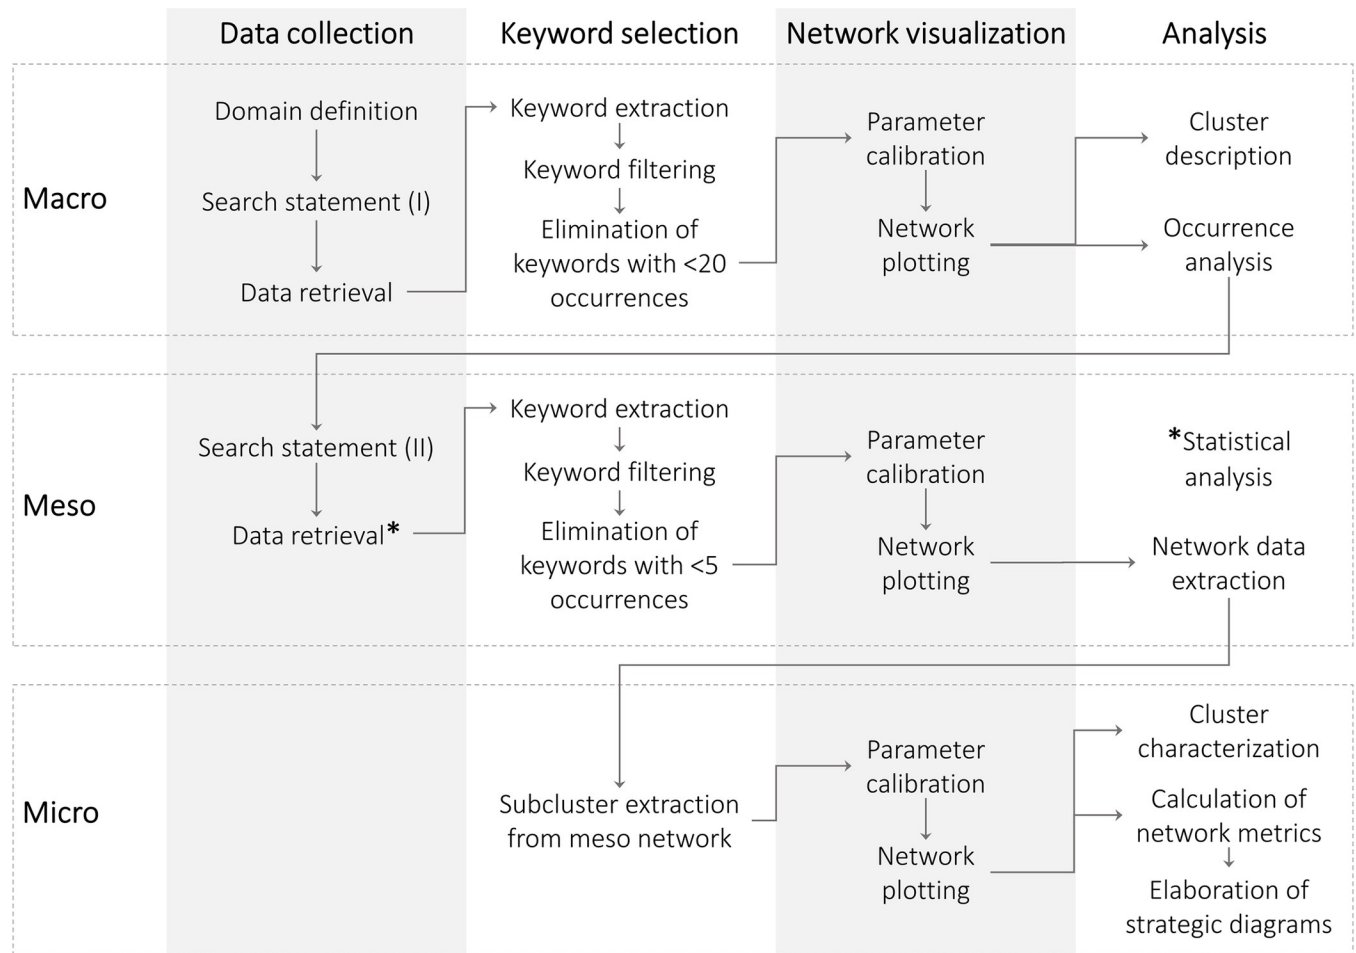 Data collection
Keyword selection
Network visualization
Analysis
Macro
Domain definition
Search statement (I)
Data retrieval
Keyword extraction
Keyword filtering
Elimination of
keywords with <20
occurrences
Parameter
calibration
Network
plotting
Cluster
description
Occurrence
analysis
Meso
Search statement (II)
Data retrieval*
Keyword extraction
Keyword filtering
Elimination of
keywords with <5
occurrences
Parameter
calibration
Network
plotting
*Statistical
analysis
Network data
extraction
Micro
Subcluster extraction
from meso network
Parameter
calibration
Network
plotting
Cluster
characterization
Calculation of
network metrics
Elaboration of
strategic diagrams